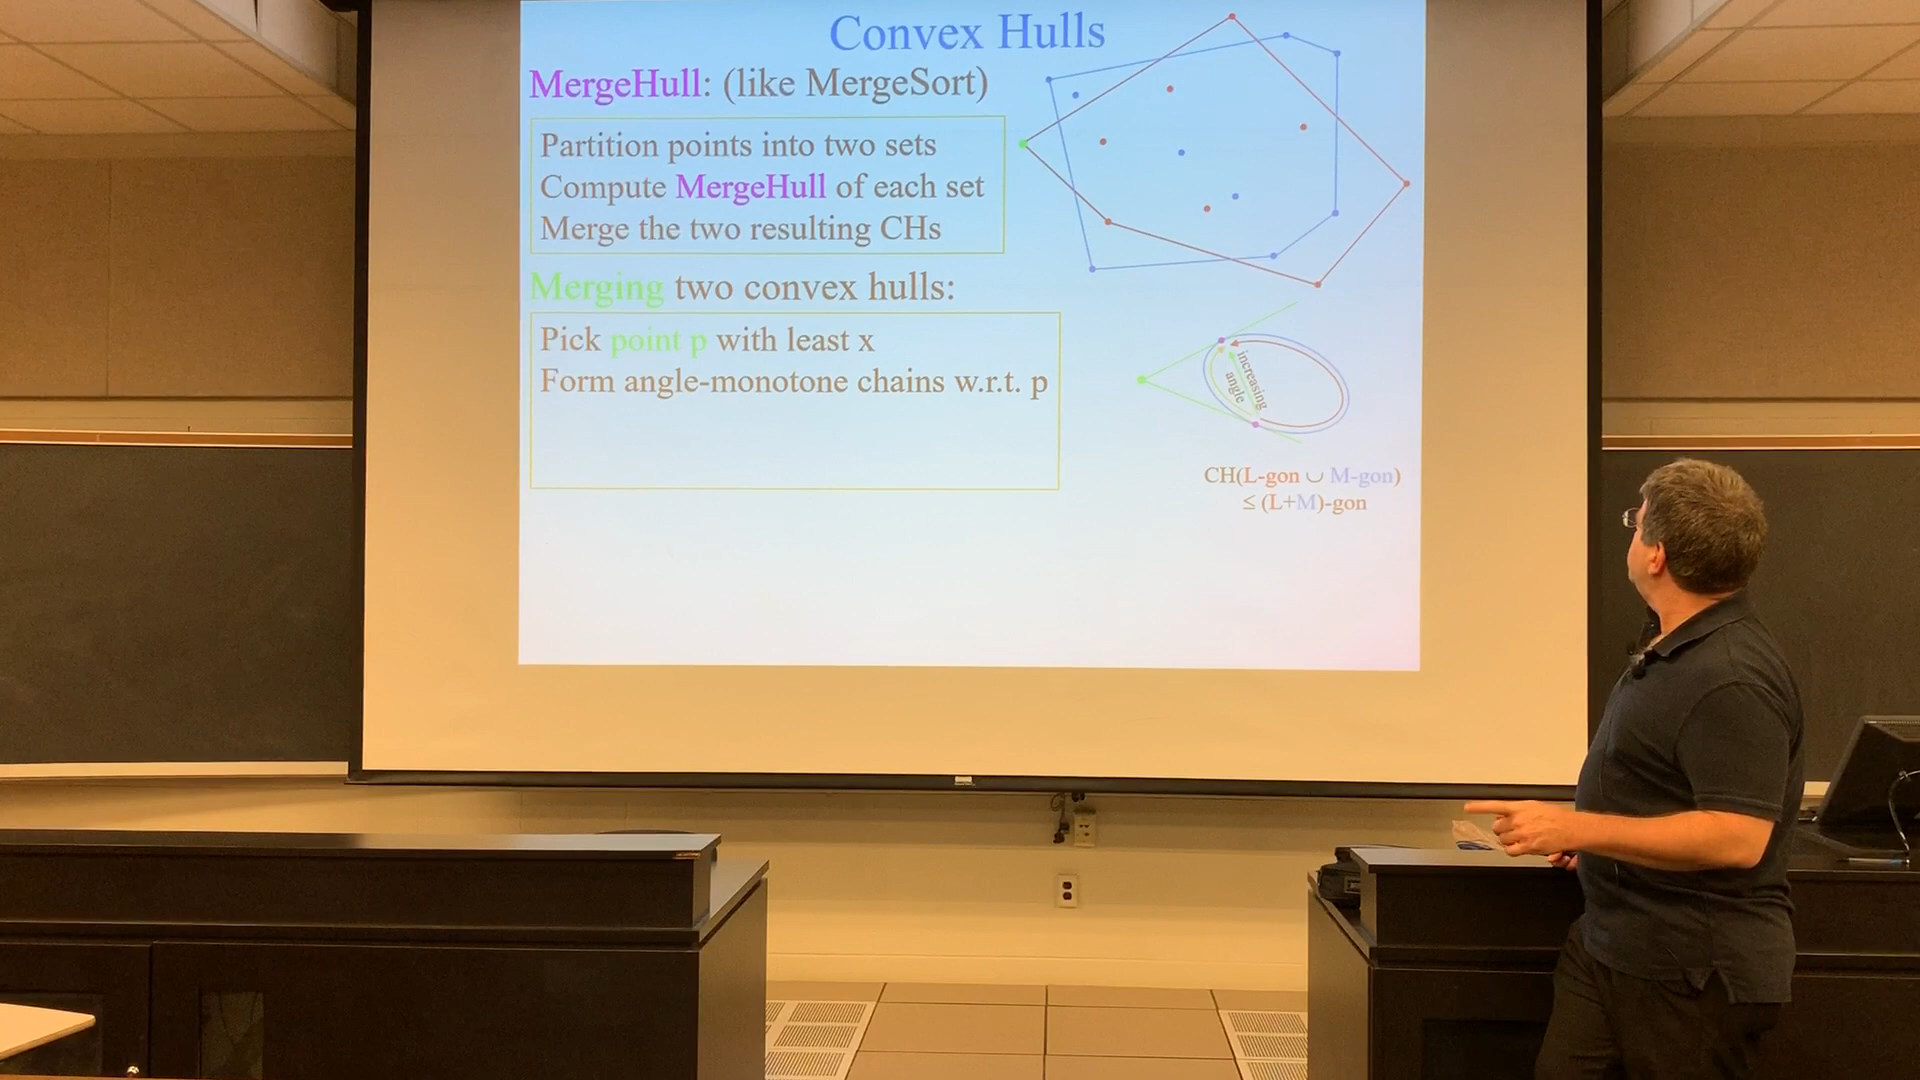 Convex Hulls
MergeHull: (like MergeSort)
Partition points into two sets
Compute MergeHull of each set
Merge the two resulting CHs
Merging two convex hulls:
Pick point p with least x
Form angle-monotone chains w.r.t. p
increasing
angle
CH(L-gon ∪ M-gon)
≤ (L+M)-gon